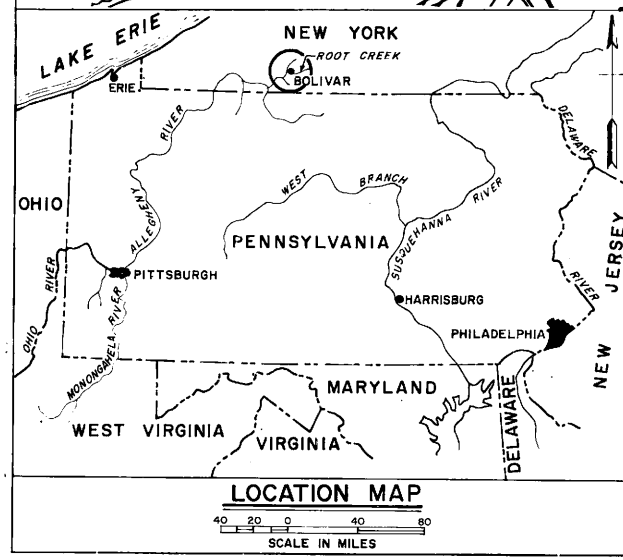 LAKE ERIE
NEW YORK
ROOT CREEK
BOLIVAR
ERIE
ALLEGHENY RIVER
DELAWARE RIVER
WEST BRANCH
SUSQUEHANNA RIVER
OHIO
PENNSYLVANIA
NEW JERSEY
PITTSBURGH
OHIO RIVER
MONONGAHELA RIVER
HARRISBURG
PHILADELPHIA
MARYLAND
WEST VIRGINIA
VIRGINIA
DELAWARE
LOCATION MAP
40 20 0 40 80
SCALE IN MILES